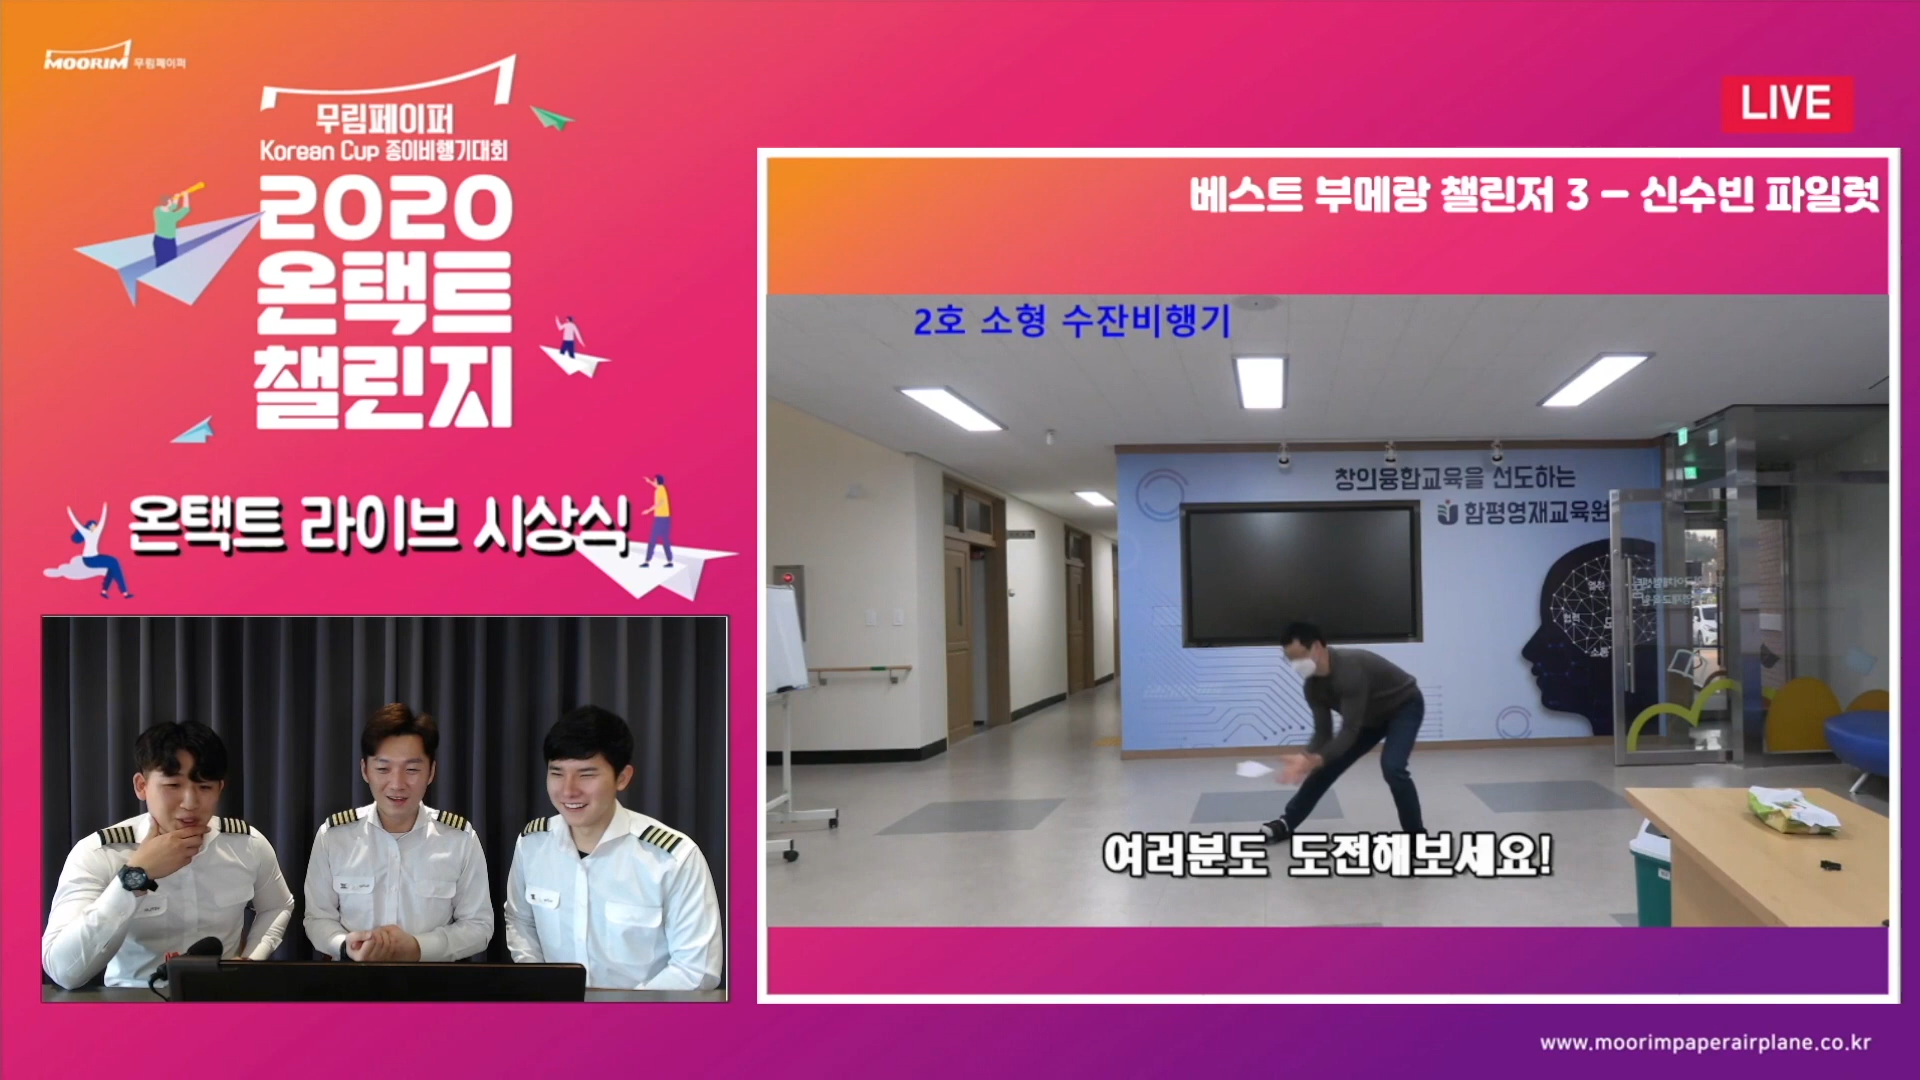 MOORIM 무림페이퍼
무림페이퍼
Korean Cup 종이비행기대회
2020
온택트
챌린지
온택트 라이브 시상식
LIVE
베스트 부메랑 챌린저 3 – 신수빈 파일럿
2호 소형 수잔비행기
창의융합교육을 선도하는
함평영재교육원
협력
소통
여러분도 도전해보세요!
www.moorimpaperairplane.co.kr